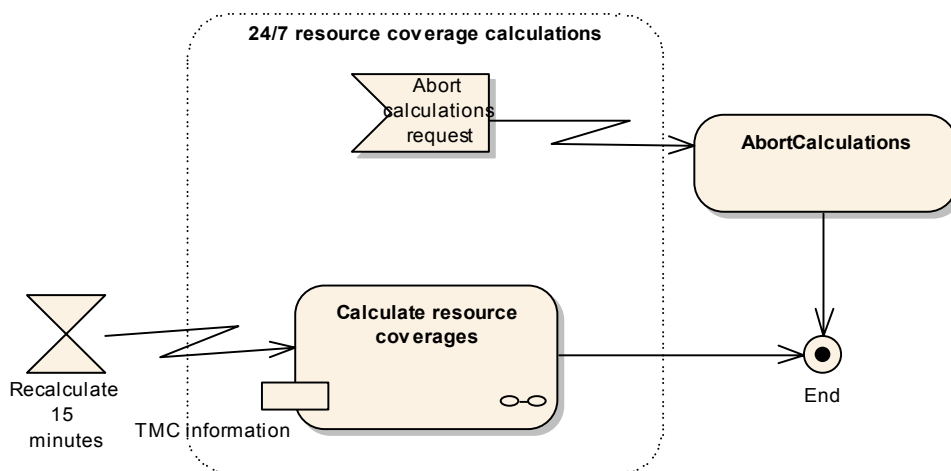 24/7 resource coverage calculations
Abort
calculations
request
AbortCalculations
Calculate resource
coverages
Recalculate
15
minutes
TMC information
End